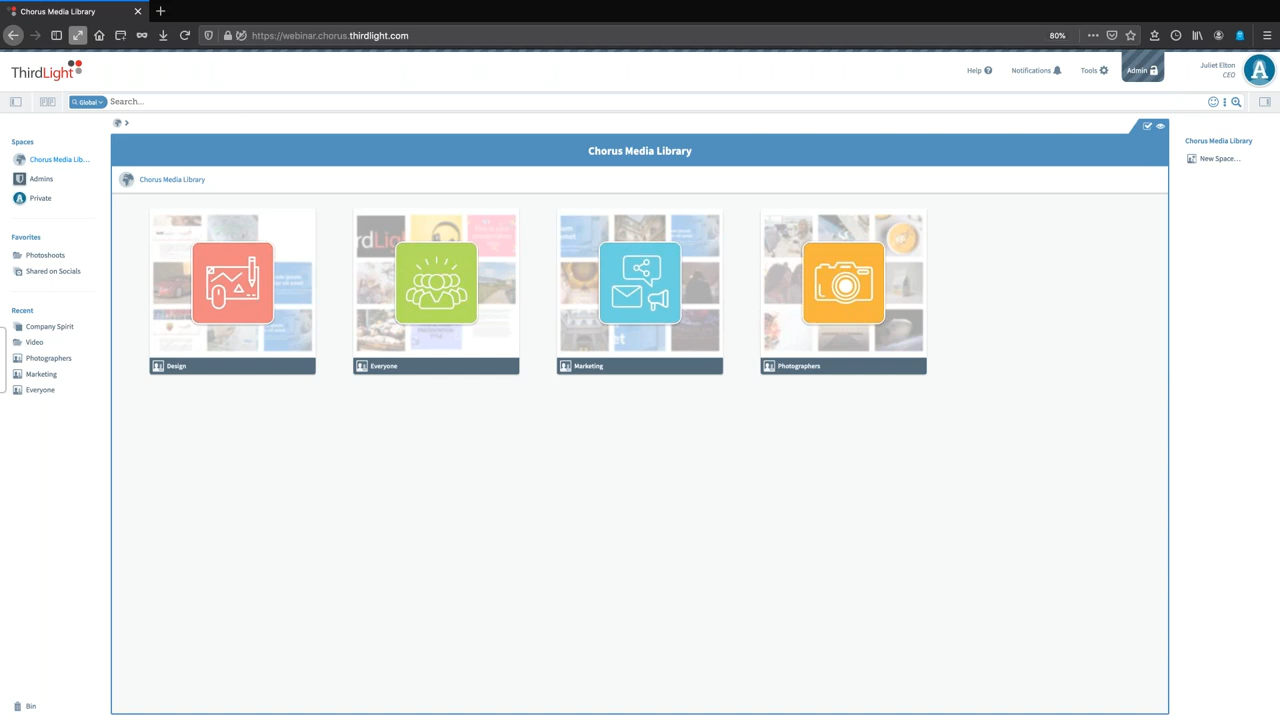 Chorus Media Library
https://webinar.chorus.thirdlight.com
80%
ThirdLight
Help
Notifications
Tools
Admin
Juliet Elton
CEO
A
Global
Search...
Spaces
Chorus Media Lib...
Admins
Private
Favorites
Photoshoots
Shared on Socials
Recent
Company Spirit
Video
Photographers
Marketing
Everyone
Bin
Chorus Media Library
Chorus Media Library
Design
Everyone
Marketing
Photographers
Chorus Media Library
New Space...